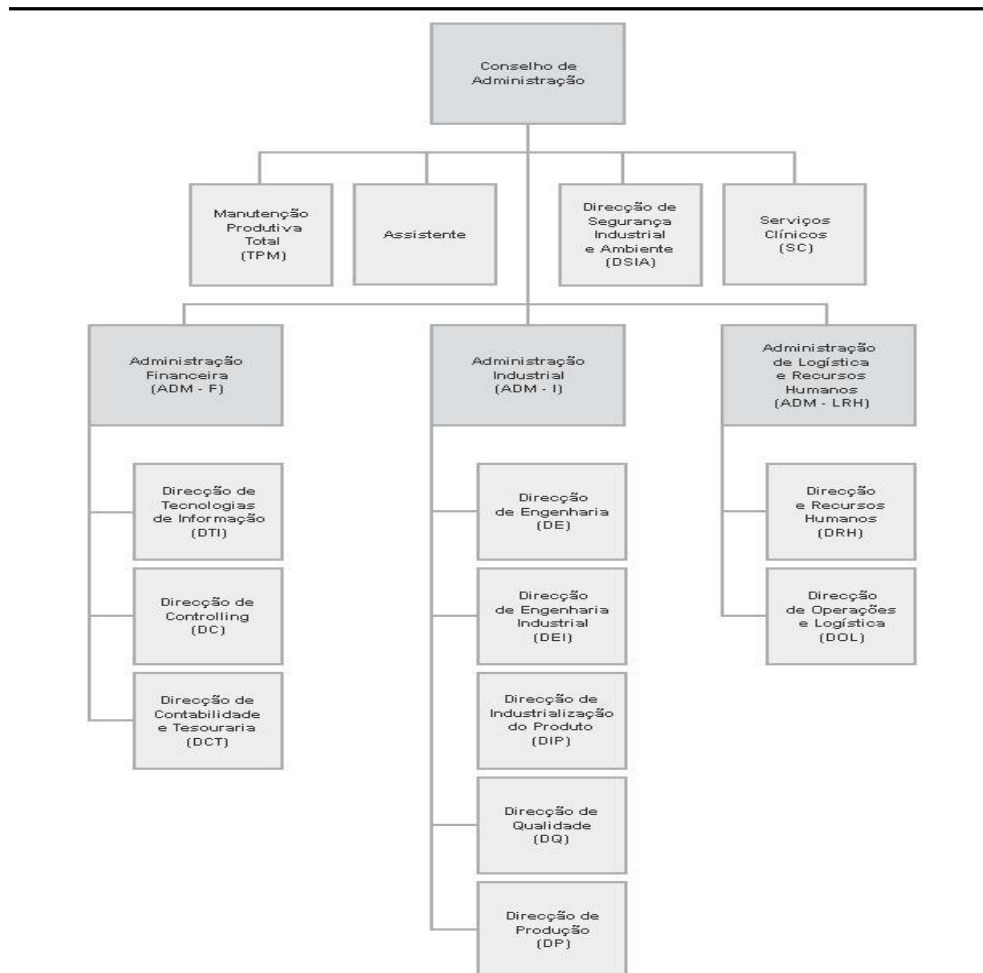 Conselho de
Administração
Manutenção
Produtiva
Total
(TPM)
Assistente
Direcção de
Segurança
Industrial
e Ambiente
(DSIA)
Serviços
Clínicos
(SC)
Administração
Financeira
(ADM - F)
Administração
Industrial
(ADM - I)
Administração
de Logística
e Recursos
Humanos
(ADM - LRH)
Direcção de
Tecnologias
de Informação
(DTI)
Direcção de
Controlling
(DC)
Direcção de
Contabilidade
e Tesouraria
(DCT)
Direcção
de Engenharia
(DE)
Direcção
de Engenharia
Industrial
(DEI)
Direcção de
Industrialização
do Produto
(DIP)
Direcção de
Qualidade
(DQ)
Direcção de
Produção
(DP)
Direcção
e Recursos
Humanos
(DRH)
Direcção
de Operações
e Logística
(DOL)